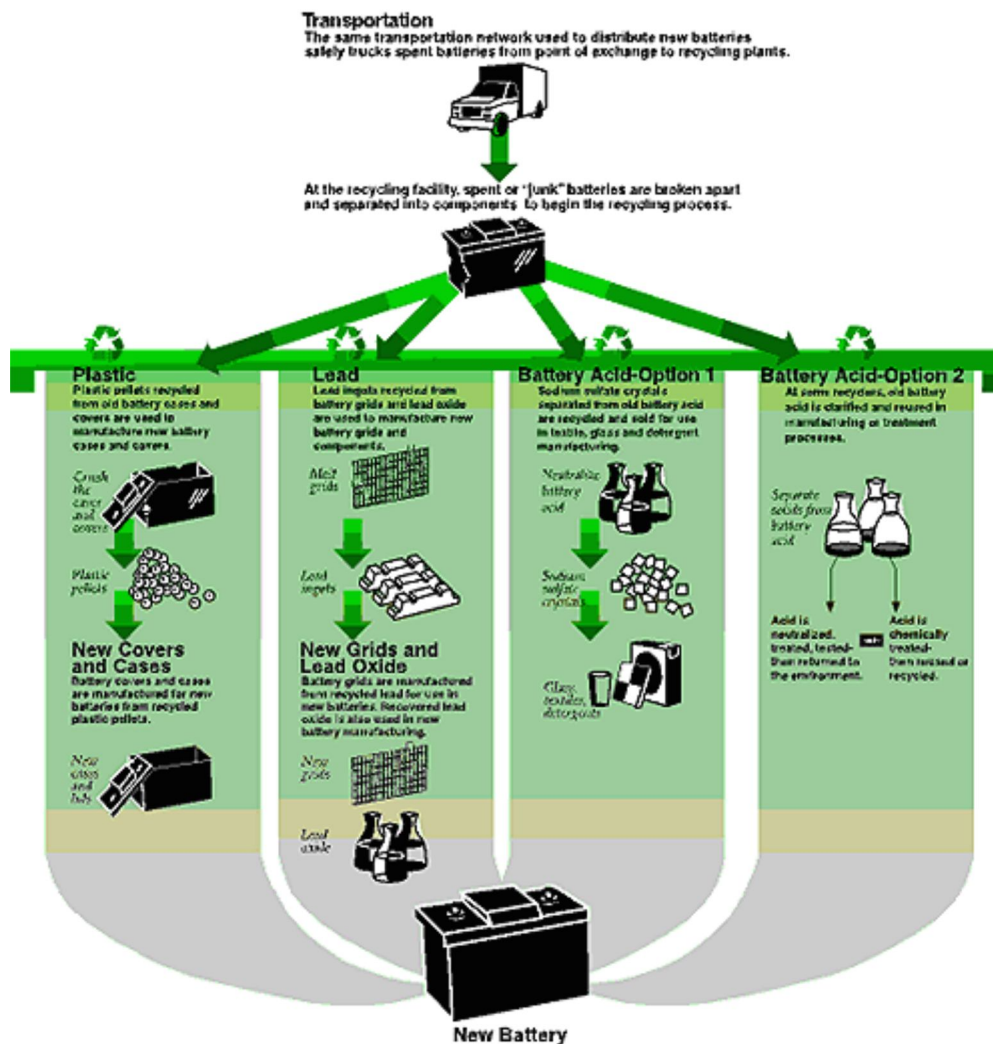 Transportation
The same transportation network used to distribute new batteries
safely trucks spent batteries from point of exchange to recycling plants.
At the recycling facility, spent or "junk" batteries are broken apart
and separated into components to begin the recycling process.
Plastic
Plastic pellets recycled
from old battery cases and
covers are used to
manufacture new battery
cases and covers.
Crush
the
cases
and
covers
Plastic
pellets
New Covers
and Cases
Battery covers and cases
are manufactured for new
batteries from recycled
plastic pellets.
New
cases
and
lids
Lead
Lead ingots recycled from
battery grids and lead oxide
are used to manufacture new
battery grids and
components.
Melt
grids
Lead
ingots
New Grids and
Lead Oxide
Battery grids are manufactured
from recycled lead for use in
new batteries. Recovered lead
oxide is also used in new
battery manufacturing.
New
grids
Lead
oxide
Battery Acid-Option 1
Sodium sulfate crystals
separated from old battery acid
are recycled and sold for use
in textile, glass and detergent
manufacturing.
Neutralize
battery
acid
Sodium
sulfate
crystals
Glass,
textiles,
detergents
Battery Acid-Option 2
At some recyclers, old battery
acid is clarified and reused in
manufacturing or treatment
processes.
Separate
solids from
battery
acid
Acid is
neutralized,
treated, tested-
then returned to
the environment.
Acid is
chemically
treated-
then reused or
recycled.
New Battery